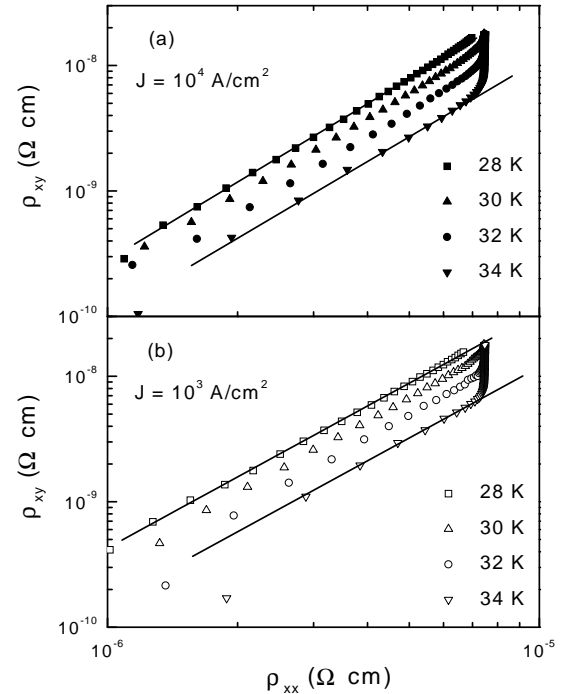 (a)
J = 10⁴ A/cm²
10⁻⁸
10⁻⁹
10⁻¹⁰
ρxy (Ω cm)
28 K
30 K
32 K
34 K
(b)
J = 10³ A/cm²
10⁻⁸
10⁻⁹
10⁻¹⁰
ρxy (Ω cm)
28 K
30 K
32 K
34 K
10⁻⁶
10⁻⁵
ρxx (Ω cm)